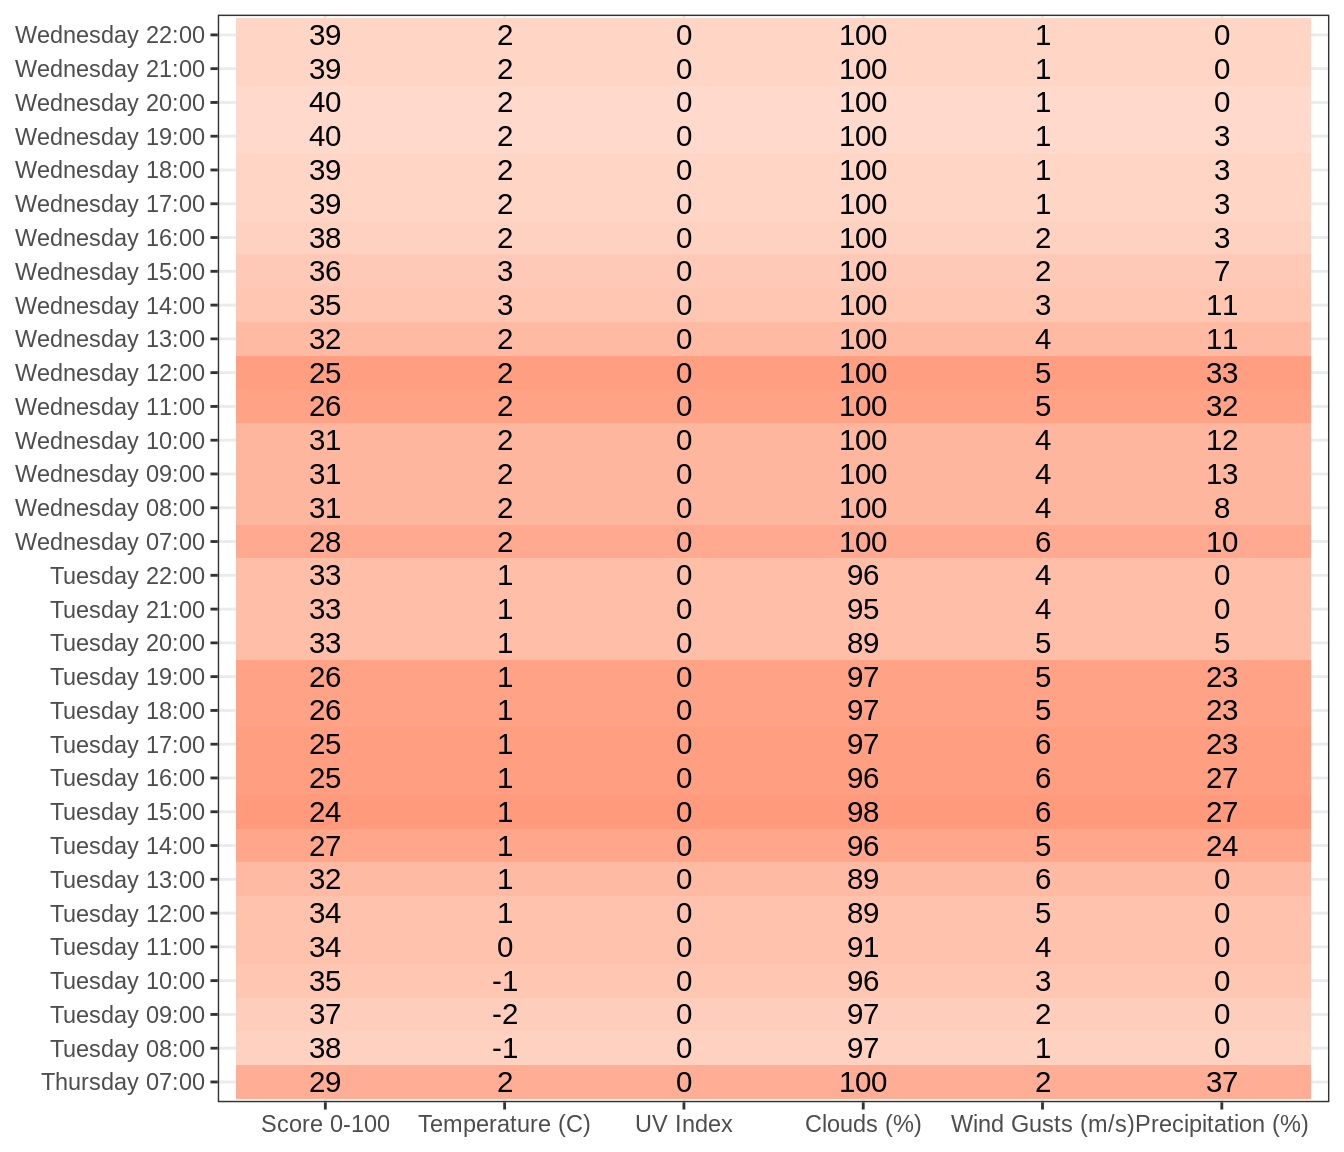 Wednesday 22:00 39 2 0 100 1 0
Wednesday 21:00 39 2 0 100 1 0
Wednesday 20:00 40 2 0 100 1 0
Wednesday 19:00 40 2 0 100 1 3
Wednesday 18:00 39 2 0 100 1 3
Wednesday 17:00 39 2 0 100 1 3
Wednesday 16:00 38 2 0 100 2 3
Wednesday 15:00 36 3 0 100 2 7
Wednesday 14:00 35 3 0 100 3 11
Wednesday 13:00 32 2 0 100 4 11
Wednesday 12:00 25 2 0 100 5 33
Wednesday 11:00 26 2 0 100 5 32
Wednesday 10:00 31 2 0 100 4 12
Wednesday 09:00 31 2 0 100 4 13
Wednesday 08:00 31 2 0 100 4 8
Wednesday 07:00 28 2 0 100 6 10
Tuesday 22:00 33 1 0 96 4 0
Tuesday 21:00 33 1 0 95 4 0
Tuesday 20:00 33 1 0 89 5 5
Tuesday 19:00 26 1 0 97 5 23
Tuesday 18:00 26 1 0 97 5 23
Tuesday 17:00 25 1 0 97 6 23
Tuesday 16:00 25 1 0 96 6 27
Tuesday 15:00 24 1 0 98 6 27
Tuesday 14:00 27 1 0 96 5 24
Tuesday 13:00 32 1 0 89 6 0
Tuesday 12:00 34 1 0 89 5 0
Tuesday 11:00 34 0 0 91 4 0
Tuesday 10:00 35 -1 0 96 3 0
Tuesday 09:00 37 -2 0 97 2 0
Tuesday 08:00 38 -1 0 97 1 0
Thursday 07:00 29 2 0 100 2 37
Score 0-100 Temperature (C) UV Index Clouds (%) Wind Gusts (m/s) Precipitation (%)